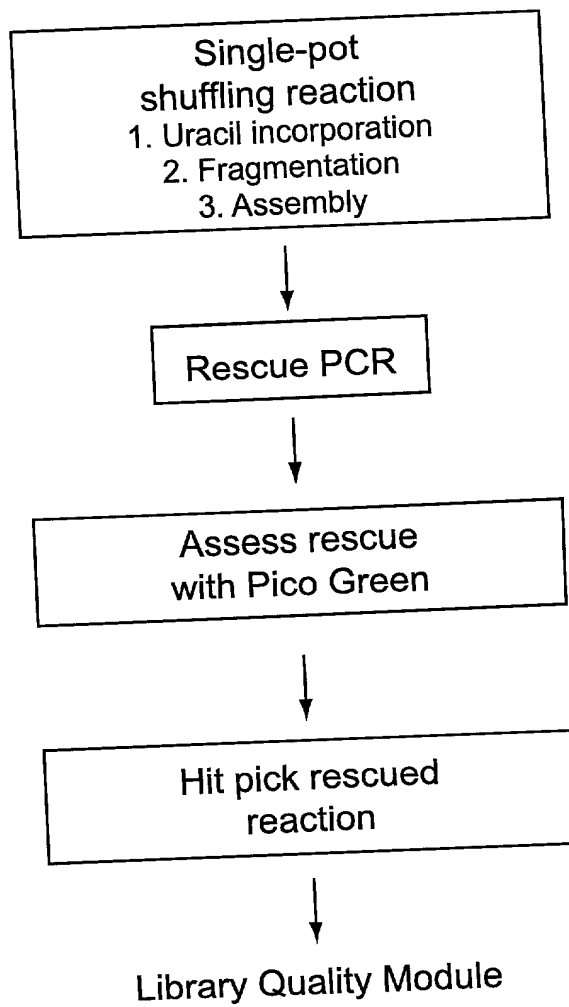 Single-pot
shuffling reaction
1. Uracil incorporation
2. Fragmentation
3. Assembly
Rescue PCR
Assess rescue
with Pico Green
Hit pick rescued
reaction
Library Quality Module